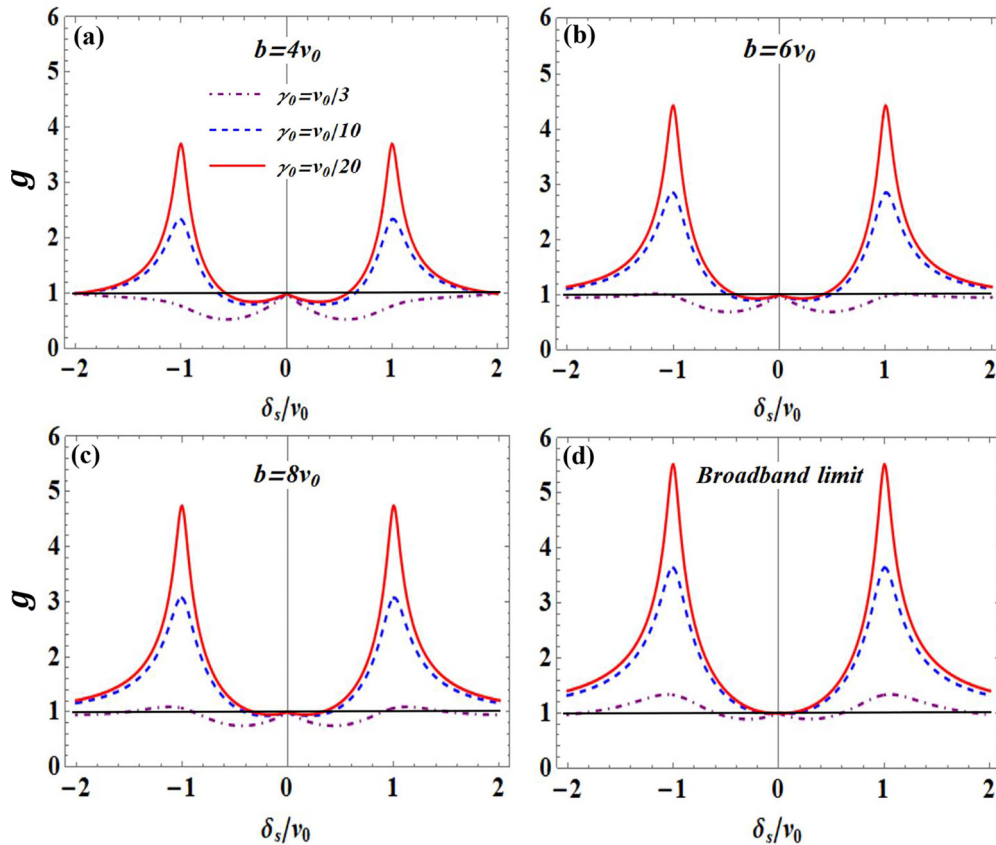 (a)
b=4v₀
γ₀=v₀/3
γ₀=v₀/10
γ₀=v₀/20
g
6
5
4
3
2
1
0
−2 −1 0 1 2
δₛ/v₀
(b)
b=6v₀
6
5
4
3
2
1
0
−2 −1 0 1 2
δₛ/v₀
(c)
b=8v₀
g
6
5
4
3
2
1
0
−2 −1 0 1 2
δₛ/v₀
(d)
Broadband limit
6
5
4
3
2
1
0
−2 −1 0 1 2
δₛ/v₀